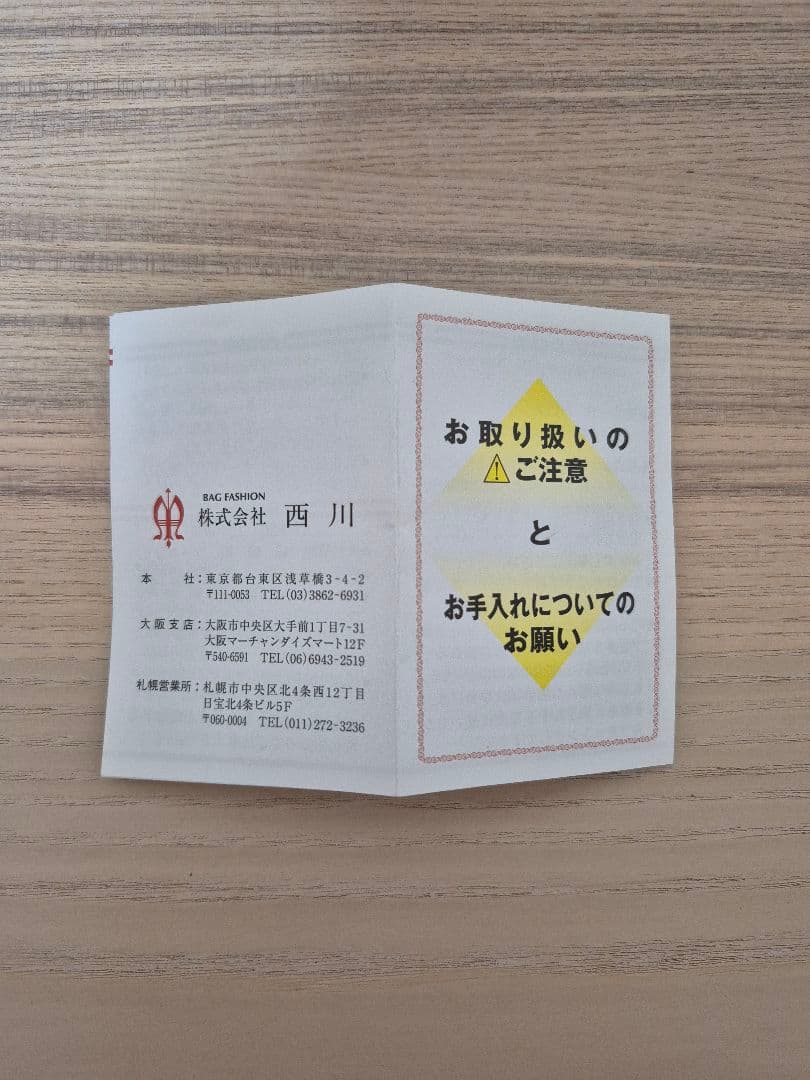 BAG FASHION
株式会社 西川
本 社:東京都台東区浅草橋3-4-2
〒111-0053 TEL(03)3862-6931
大阪支店:大阪市中央区大手前1丁目7-31
大阪マーチャンダイズマート12F
〒540-6591 TEL(06)6943-2519
札幌営業所:札幌市中央区北4条西12丁目
日宝北4条ビル5F
〒060-0004 TEL(011)272-3236
お取り扱いの
⚠ご注意
と
お手入れについての
お願い